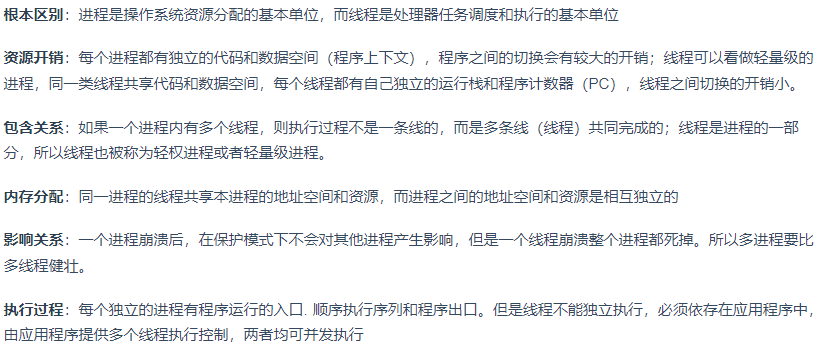 根本区别：进程是操作系统资源分配的基本单位，而线程是处理器任务调度和执行的基本单位
资源开销：每个进程都有独立的代码和数据空间（程序上下文），程序之间的切换会有较大的开销；线程可以看做轻量级的
进程，同一类线程共享代码和数据空间，每个线程都有自己独立的运行栈和程序计数器（PC），线程之间切换的开销小。
包含关系：如果一个进程内有多个线程，则执行过程不是一条线的，而是多条线（线程）共同完成的；线程是进程的一部
分，所以线程也被称为轻权进程或者轻量级进程。
内存分配：同一进程的线程共享本进程的地址空间和资源，而进程之间的地址空间和资源是相互独立的
影响关系：一个进程崩溃后，在保护模式下不会对其他进程产生影响，但是一个线程崩溃整个进程都死掉。所以多进程要比
多线程健壮。
执行过程：每个独立的进程有程序运行的入口. 顺序执行序列和程序出口。但是线程不能独立执行，必须依存在应用程序中，
由应用程序提供多个线程执行控制，两者均可并发执行